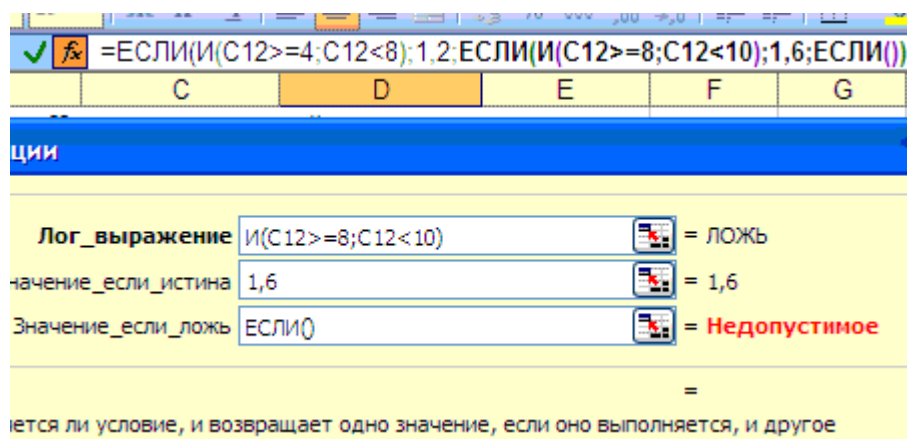 =ЕСЛИ(И(C12>=4;C12<8);1,2;ЕСЛИ(И(C12>=8;C12<10);1,6;ЕСЛИ())
C D E F G
ции
Лог_выражение И(C12>=8;C12<10) = ЛОЖЬ
начение_если_истина 1,6 = 1,6
Значение_если_ложь ЕСЛИ() = Недопустимое
=
ется ли условие, и возвращает одно значение, если оно выполняется, и другое